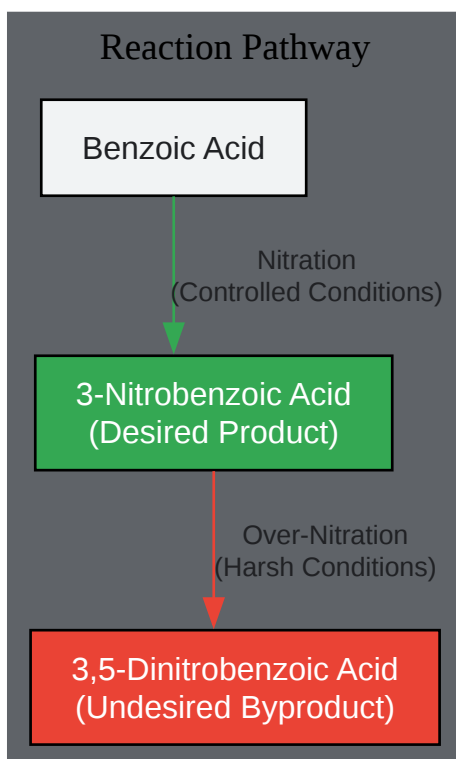 Reaction Pathway
Benzoic Acid
Nitration
(Controlled Conditions)
3-Nitrobenzoic Acid
(Desired Product)
Over-Nitration
(Harsh Conditions)
3,5-Dinitrobenzoic Acid
(Undesired Byproduct)